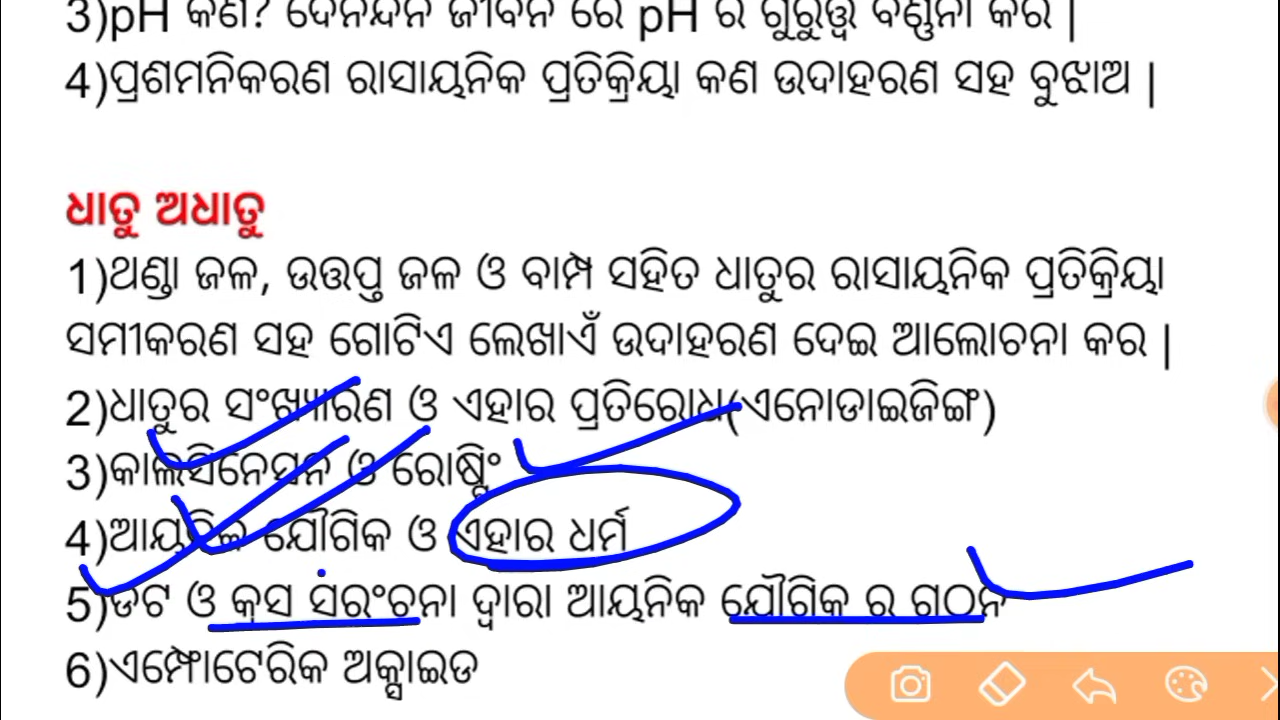 3)pH କଣ? ଦୈନନ୍ଦିନ ଜୀବନ ରେ pH ର ଗୁରୁତ୍ୱ ବର୍ଣ୍ଣନା କର |
4)ପ୍ରଶମନିକରଣ ରାସାୟନିକ ପ୍ରତିକ୍ରିୟା କଣ ଉଦାହରଣ ସହ ବୁଝାଅ |
ଧାତୁ ଅଧାତୁ
1)ଥଣ୍ଡା ଜଳ, ଉତ୍ତପ୍ତ ଜଳ ଓ ବାମ୍ପ ସହିତ ଧାତୁର ରାସାୟନିକ ପ୍ରତିକ୍ରିୟା
ସମୀକରଣ ସହ ଗୋଟିଏ ଲେଖାଏଁ ଉଦାହରଣ ଦେଇ ଆଲୋଚନା କର |
2)ଧାତୁର ସଂଖ୍ୟାରିଣ ଓ ଏହାର ପ୍ରତିରୋଧ(ଏନୋଡାଇଜିଙ୍ଗ)
3)କାଲସିନେସନ ଓ ରୋଷ୍ଟିଂ
4)ଆୟନିକ ଯୌଗିକ ଓ ଏହାର ଧର୍ମ
5)ଡଟ ଓ କ୍ରସ ସଂରଚନା ଦ୍ୱାରା ଆୟନିକ ଯୌଗିକ ର ଗଠନ
6)ଏମ୍ଫୋଟେରିକ ଅକ୍ସାଇଡ